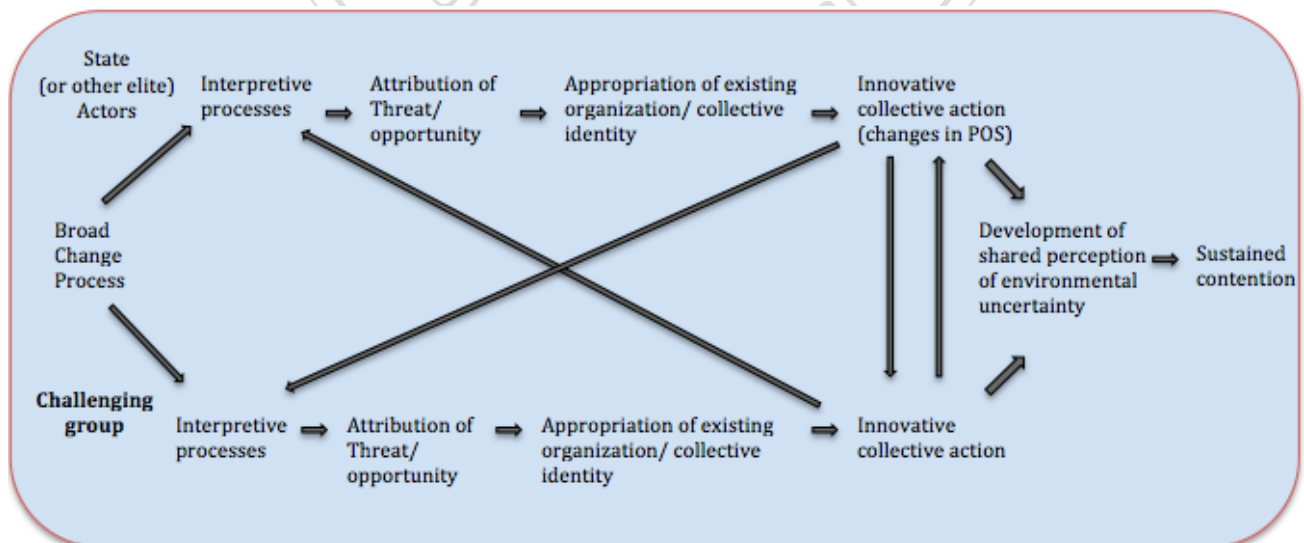 State
(or other elite)
Actors
Interpretive
processes
Attribution of
Threat/
opportunity
Appropriation of existing
organization/ collective
identity
Innovative
collective action
(changes in POS)
Broad
Change
Process
Development of
shared perception
of environmental
uncertainty
Sustained
contention
Challenging
group
Interpretive
processes
Attribution of
Threat/
opportunity
Appropriation of existing
organization/ collective
identity
Innovative
collective action